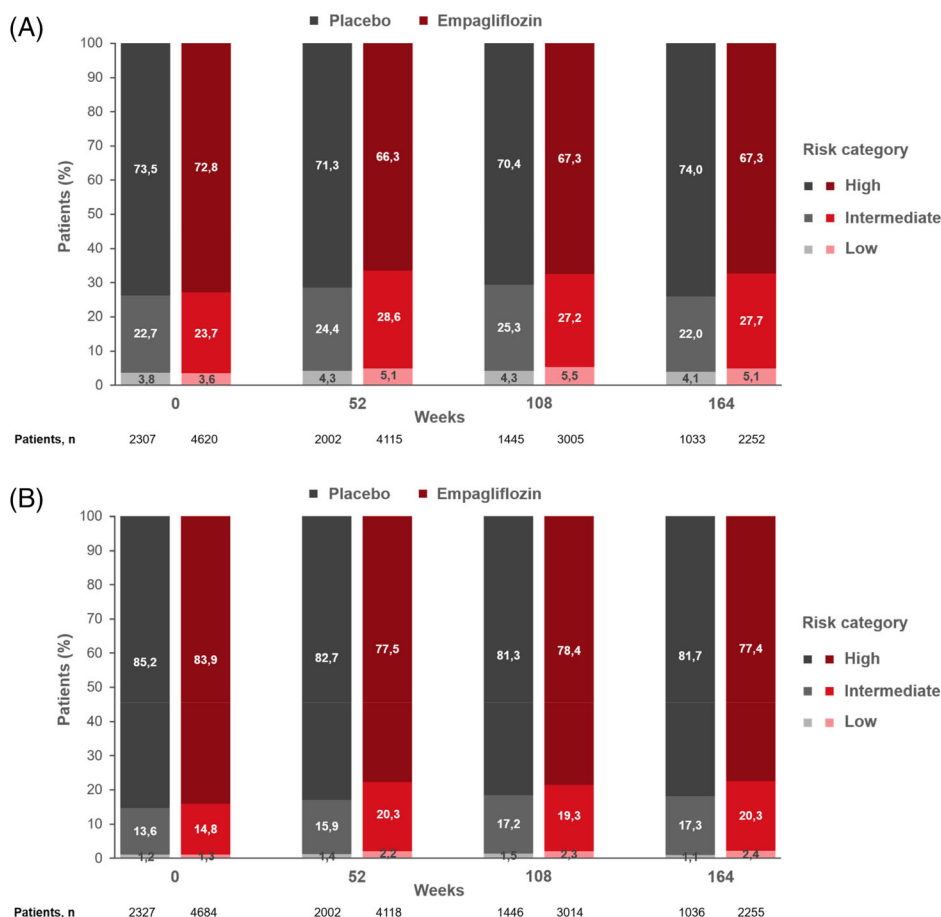 (A)
Placebo Empagliflozin
100
90
80
70
60
50
40
30
20
10
0
Patients (%)
73,5 72,8 71,3 66,3 70,4 67,3 74,0 67,3
22,7 23,7 24,4 28,6 25,3 27,2 22,0 27,7
3,8 3,6 4,3 5,1 4,3 5,5 4,1 5,1
0 52 108 164
Weeks
Patients, n 2307 4620 2002 4115 1445 3005 1033 2252
Risk category
High
Intermediate
Low
(B)
Placebo Empagliflozin
100
90
80
70
60
50
40
30
20
10
0
Patients (%)
85,2 83,9 82,7 77,5 81,3 78,4 81,7 77,4
13,6 14,8 15,9 20,3 17,2 19,3 17,3 20,3
1,2 1,3 1,4 2,2 1,5 2,3 1,1 2,4
0 52 108 164
Weeks
Patients, n 2327 4684 2002 4118 1446 3014 1036 2255
Risk category
High
Intermediate
Low